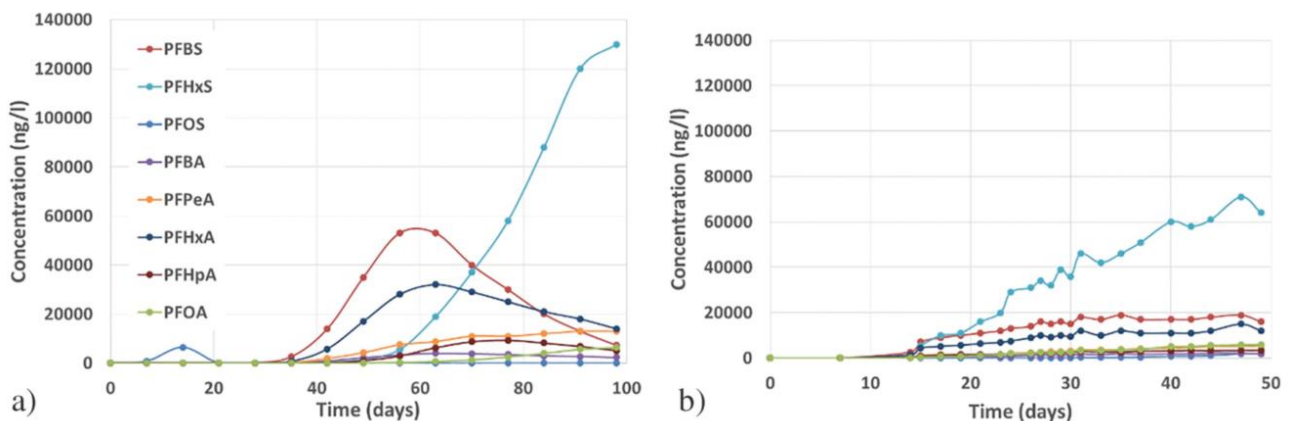 140000
120000
100000
80000
60000
40000
20000
0
Concentration (ng/l)
PFBS
PFHxS
PFOS
PFBA
PFPeA
PFHxA
PFHpA
PFOA
0 20 40 60 80 100
Time (days)
a)
140000
120000
100000
80000
60000
40000
20000
0
Concentration (ng/l)
0 10 20 30 40 50
Time (days)
b)